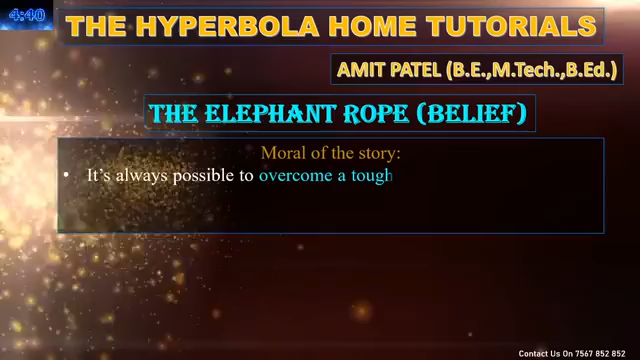 4:40
THE HYPERBOLA HOME TUTORIALS
AMIT PATEL (B.E.,M.Tech.,B.Ed.)
THE ELEPHANT ROPE (BELIEF)
Moral of the story:
• It's always possible to overcome a tough
Contact Us On 7567 852 852